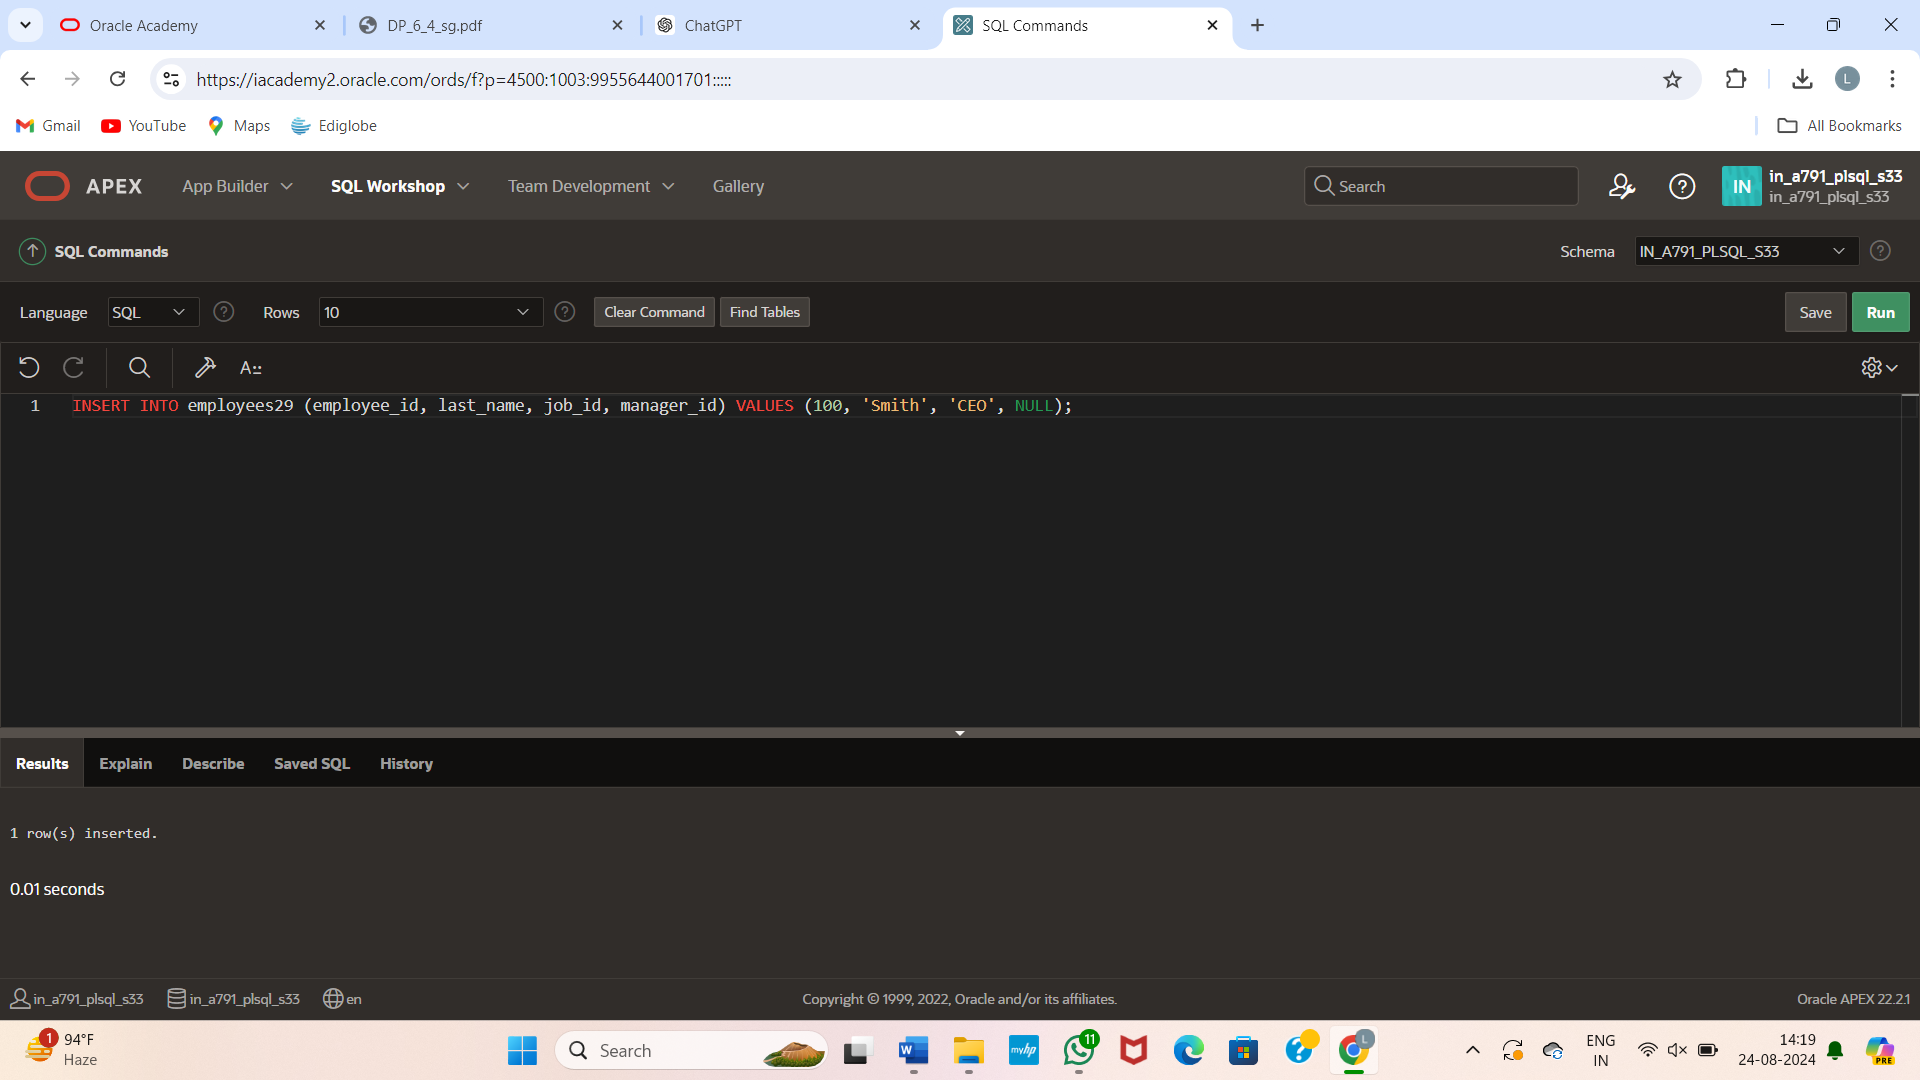 Oracle Academy
DP_6_4_sg.pdf
ChatGPT
SQL Commands
https://iacademy2.oracle.com/ords/f?p=4500:1003:9955644001701:::::
L
Gmail
YouTube
Maps
Ediglobe
All Bookmarks
APEX
App Builder
SQL Workshop
Team Development
Gallery
Search
IN
in_a791_plsql_s33
in_a791_plsql_s33
SQL Commands
Schema
IN_A791_PLSQL_S33
Language
SQL
Rows
10
Clear Command
Find Tables
Save
Run
A::
1 INSERT INTO employees29 (employee_id, last_name, job_id, manager_id) VALUES (100, 'Smith', 'CEO', NULL);
Results
Explain
Describe
Saved SQL
History
1 row(s) inserted.
0.01 seconds
in_a791_plsql_s33
in_a791_plsql_s33
en
Copyright © 1999, 2022, Oracle and/or its affiliates.
Oracle APEX 22.2.1
1
94°F
Haze
Search
W
myhp
11
L
ENG
IN
14:19
24-08-2024
PRE